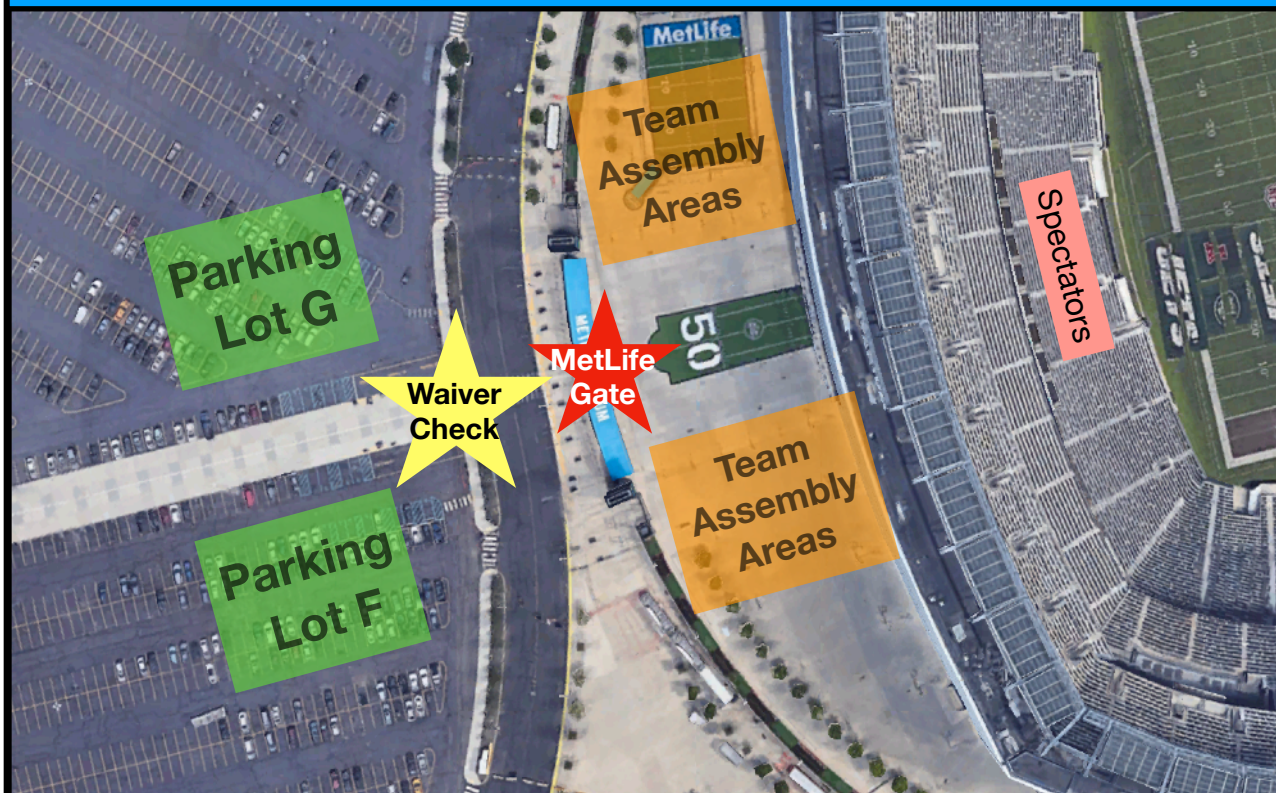 MetLife
Team
Assembly
Areas
Parking
Lot G
Spectators
50
MetLife
Gate
Waiver
Check
Team
Assembly
Areas
Parking
Lot F